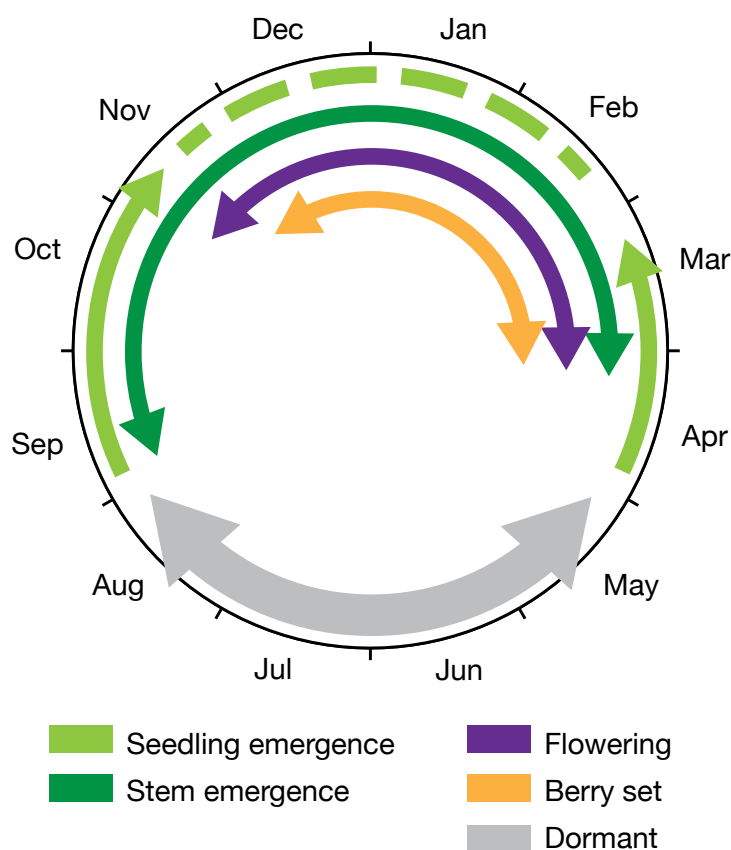 Dec
Jan
Nov
Feb
Oct
Mar
Sep
Apr
Aug
May
Jul
Jun
Seedling emergence
Flowering
Stem emergence
Berry set
Dormant